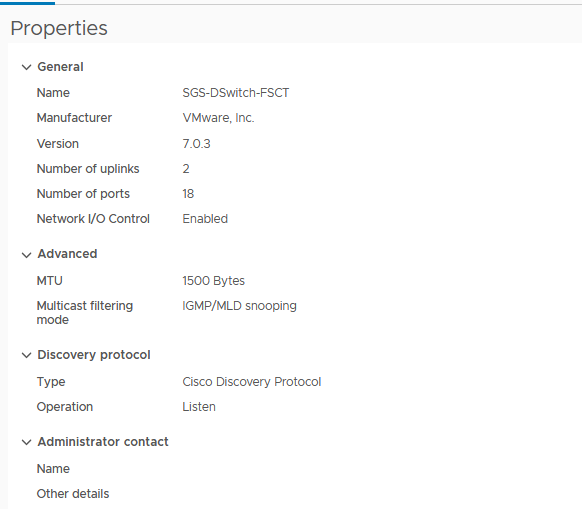 Properties
General
Name SGS-DSwitch-FSCT
Manufacturer VMware, Inc.
Version 7.0.3
Number of uplinks 2
Number of ports 18
Network I/O Control Enabled
Advanced
MTU 1500 Bytes
Multicast filtering IGMP/MLD snooping
mode
Discovery protocol
Type Cisco Discovery Protocol
Operation Listen
Administrator contact
Name
Other details